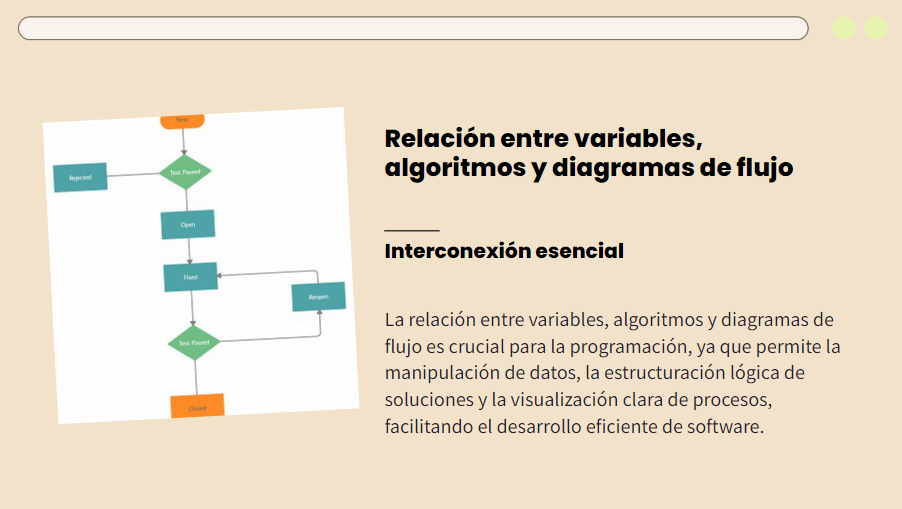 New
Test Passed
Rejected
Open
Fixed
Reopen
Test Passed
Closed
Relación entre variables,
algoritmos y diagramas de flujo
Interconexión esencial
La relación entre variables, algoritmos y diagramas de
flujo es crucial para la programación, ya que permite la
manipulación de datos, la estructuración lógica de
soluciones y la visualización clara de procesos,
facilitando el desarrollo eficiente de software.